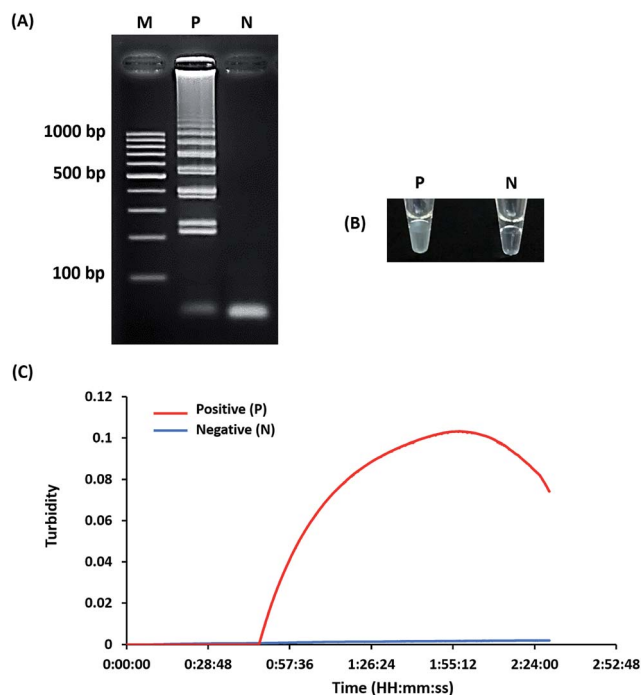 (A)
M P N
1000 bp
500 bp
100 bp
(B)
P N
(C)
0.12
0.1
0.08
0.06
0.04
0.02
0
Turbidity
Positive (P)
Negative (N)
0:00:00 0:28:48 0:57:36 1:26:24 1:55:12 2:24:00 2:52:48
Time (HH:mm:ss)